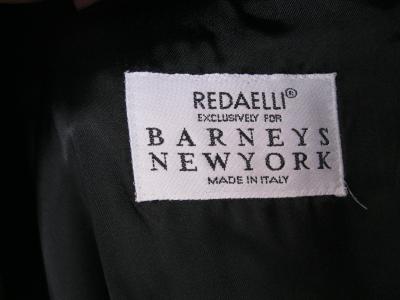 REDAELLI®
EXCLUSIVELY FOR
BARNEYS
NEWYORK
MADE IN ITALY